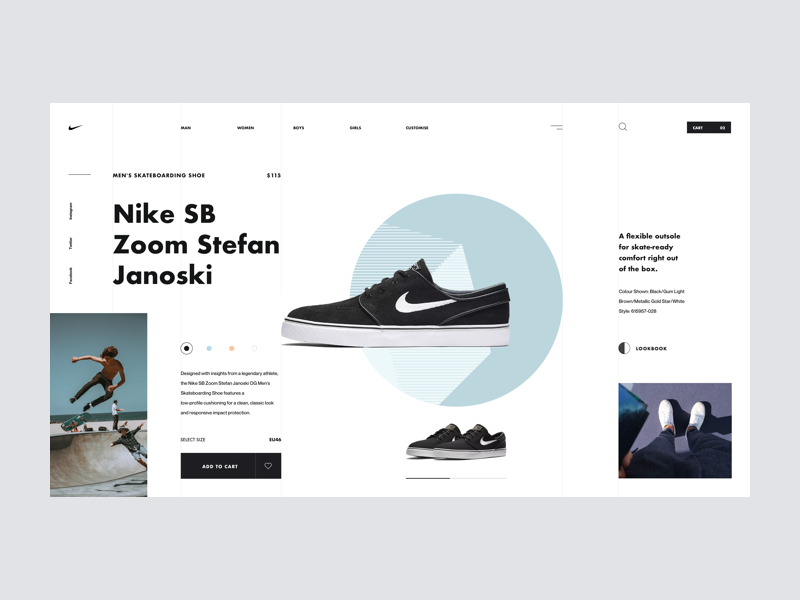 MAN
WOMEN
BOYS
GIRLS
CUSTOMISE
CART 02
MEN'S SKATEBOARDING SHOE
$115
Instagram
Twitter
Facebook
Nike SB
Zoom Stefan
Janoski
Designed with insights from a legendary athlete,
the Nike SB Zoom Stefan Janoski OG Men's
Skateboarding Shoe features a
low-profile cushioning for a clean, classic look
and responsive impact protection.
SELECT SIZE
EU46
ADD TO CART
A flexible outsole
for skate-ready
comfort right out
of the box.
Colour Shown: Black/Gum Light
Brown/Metallic Gold Star/White
Style: 615957-028
LOOKBOOK